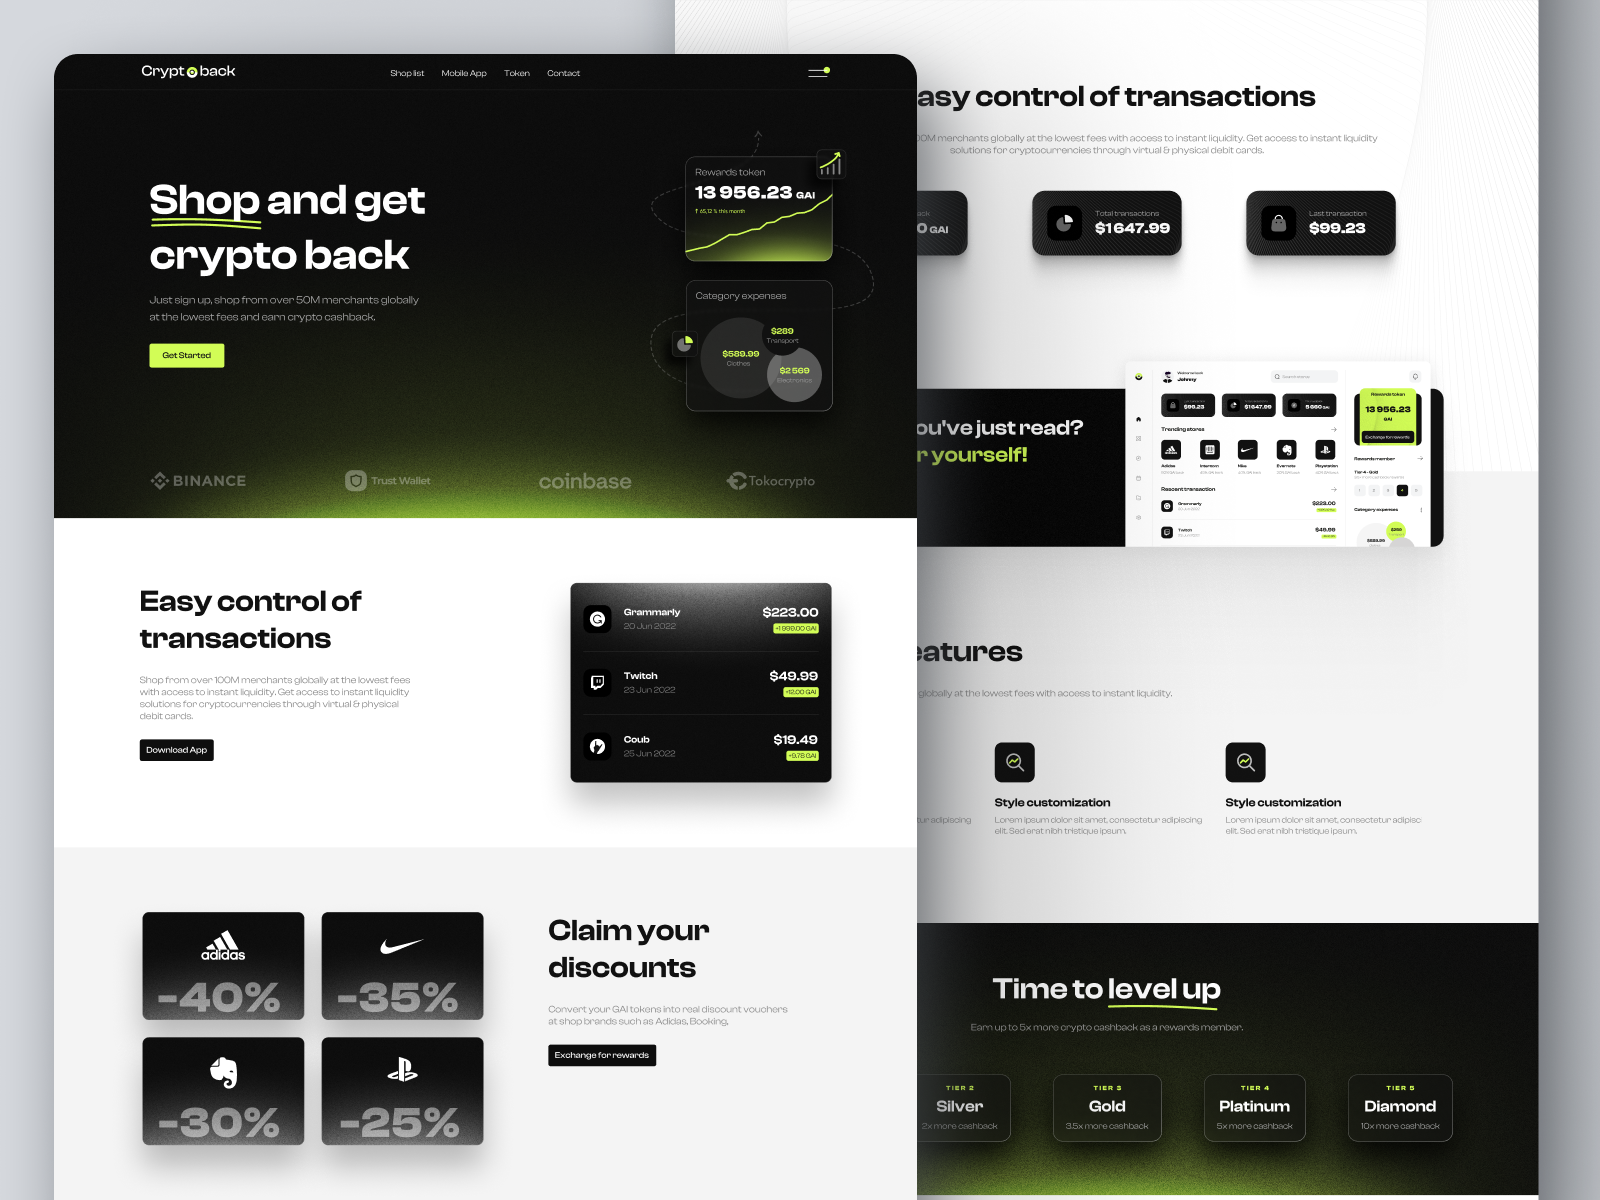 Crypt back
Shop list
Mobile App
Token
Contact
Shop and get
crypto back
Just sign up, shop from over 50M merchants globally
at the lowest fees and earn crypto cashback.
Get Started
Rewards token
13 956.23 GAI
₹ 65,12 % this month
Category expenses
$289
Transport
$589.99
Clothes
$2 569
Electronics
BINANCE
Trust Wallet
coinbase
Tokocrypto
Easy control of
transactions
Shop from over 100M merchants globally at the lowest fees
with access to instant liquidity. Get access to instant liquidity
solutions for cryptocurrencies through virtual & physical
debit cards.
Download App
Grammarly
20 Jun 2022
$223.00
+1 999.00 GAI
Twitch
23 Jun 2022
$49.99
+12.00 GAI
Coub
25 Jun 2022
$19.49
+9.78 GAI
adidas
-40%
-35%
-30%
-25%
Claim your
discounts
Convert your GAI tokens into real discount vouchers
at shop brands such as Adidas, Booking,
Exchange for rewards
asy control of transactions
00M merchants globally at the lowest fees with access to instant liquidity. Get access to instant liquidity
solutions for cryptocurrencies through virtual & physical debit cards.
ack
0 GAI
Total transactions
$1 647.99
Last transaction
$99.23
ou've just read?
r yourself!
Welcome back
Johnny
$99.23
$1 647.99
5 680 GAI
Trending stores
Adidas
Intercom
Nike
Evernote
Playstation
Rescent transaction
Grammarly
$223.00
Twitch
$49.99
Rewards token
13 956.23
GAI
Exchange for rewards
Rewards member
Tier 4 - Gold
Category expenses
$289
$589.99
eatures
globally at the lowest fees with access to instant liquidity.
tur adipiscing
Style customization
Lorem ipsum dolor sit amet, consectetur adipiscing
elit. Sed erat nibh tristique ipsum.
Style customization
Lorem ipsum dolor sit amet, consectetur adipisc
elit. Sed erat nibh tristique ipsum.
Time to level up
Earn up to 5x more crypto cashback as a rewards member.
TIER 2
Silver
2x more cashback
TIER 3
Gold
3.5x more cashback
TIER 4
Platinum
5x more cashback
TIER 5
Diamond
10x more cashback